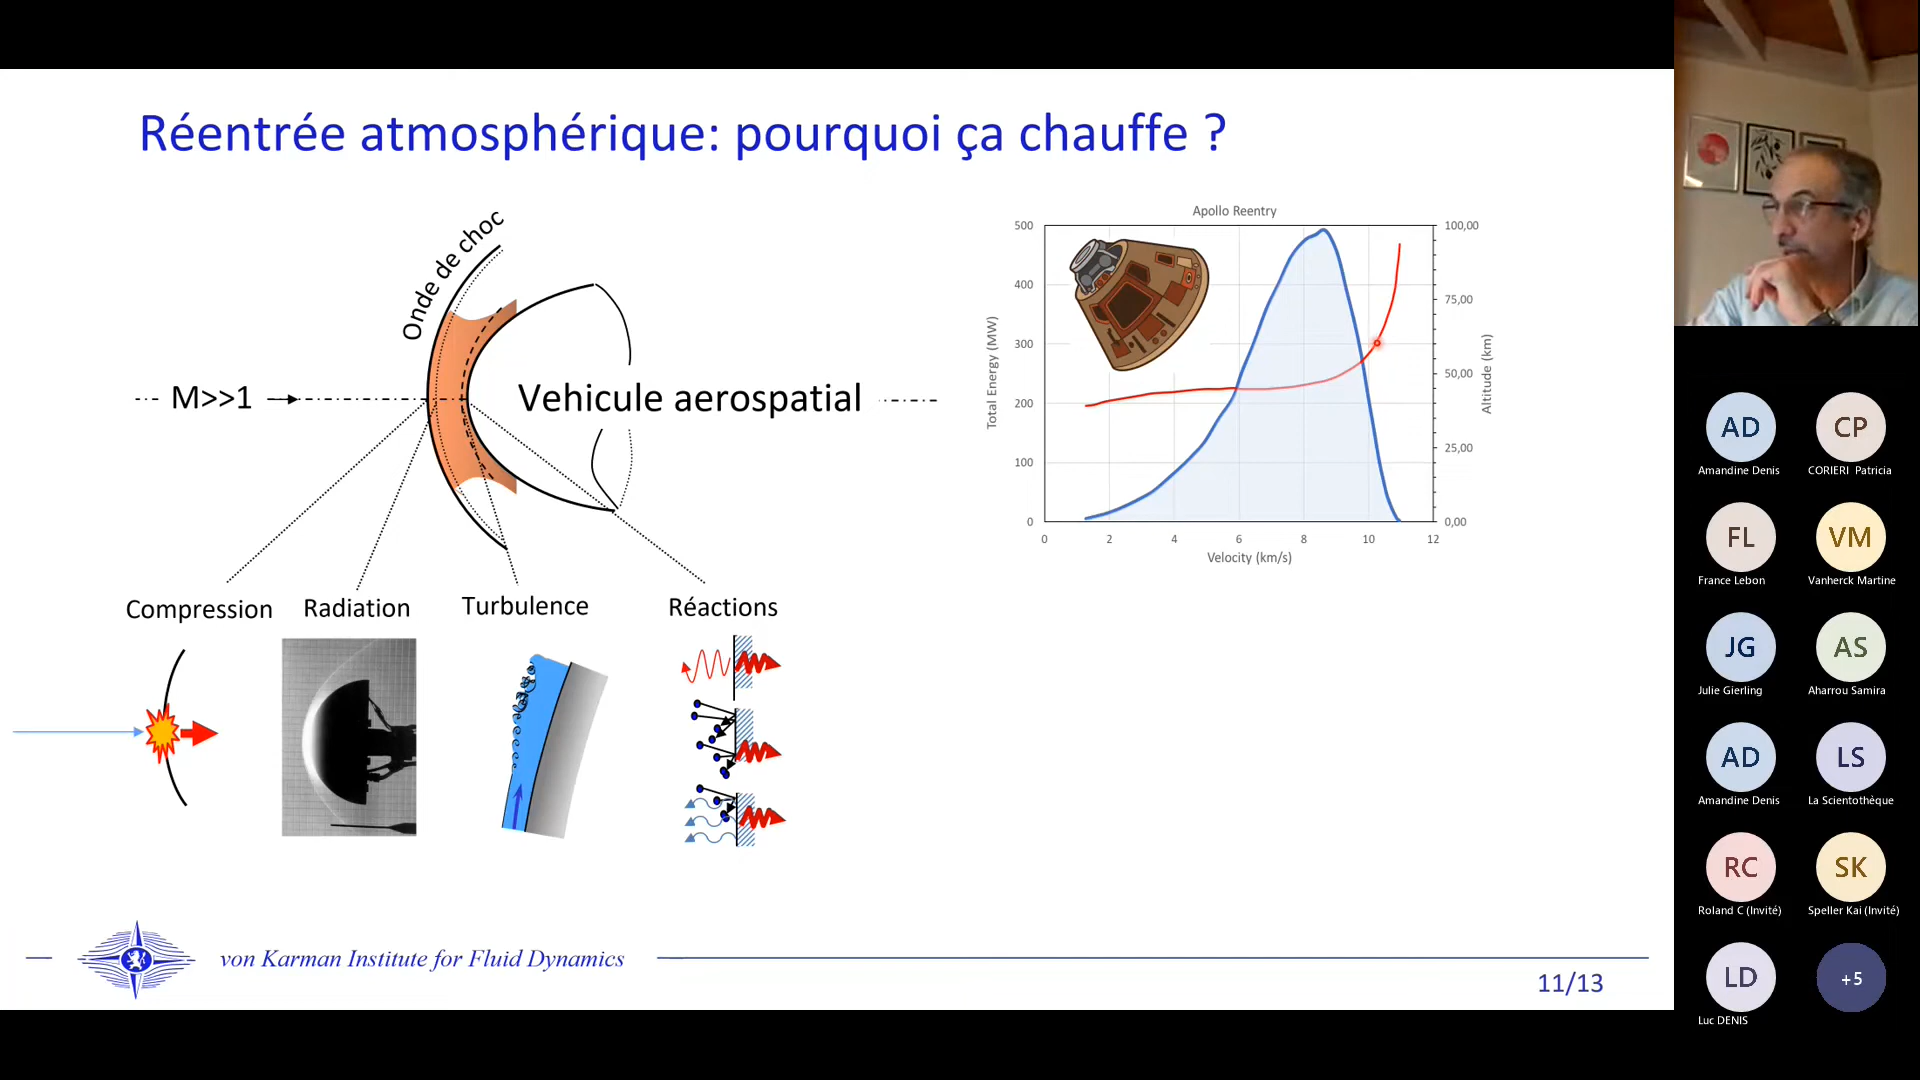 Réentrée atmosphérique: pourquoi ça chauffe ?
Onde de choc
M>>1
Vehicule aerospatial
Compression
Radiation
Turbulence
Réactions
Apollo Reentry
500
400
300
200
100
0
Total Energy (MW)
100,00
75,00
50,00
25,00
0,00
Altitude (km)
0
2
4
6
8
10
12
Velocity (km/s)
von Karman Institute for Fluid Dynamics
11/13
AD
Amandine Denis
CP
CORIERI Patricia
FL
France Lebon
VM
Vanherck Martine
JG
Julie Gierling
AS
Aharrou Samira
AD
Amandine Denis
LS
La Scientothèque
RC
Roland C (Invité)
SK
Speller Kai (Invité)
LD
Luc DENIS
+5